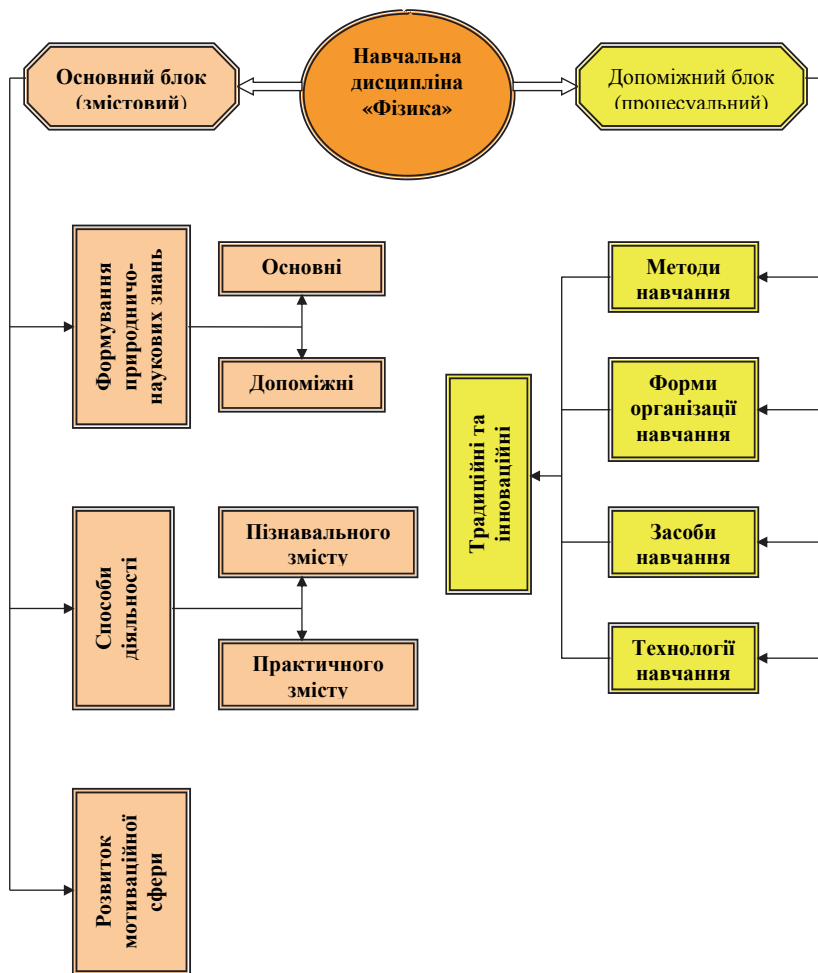 Навчальна
дисципліна
«Фізика»
Основний блок
(змістовий)
Допоміжний блок
(процесуальний)
Формування
природничо-
наукових знань
Основні
Допоміжні
Способи
діяльності
Пізнавального
змісту
Практичного
змісту
Розвиток
мотиваційної
сфери
Традиційні та
інноваційні
Методи
навчання
Форми
організації
навчання
Засоби
навчання
Технології
навчання